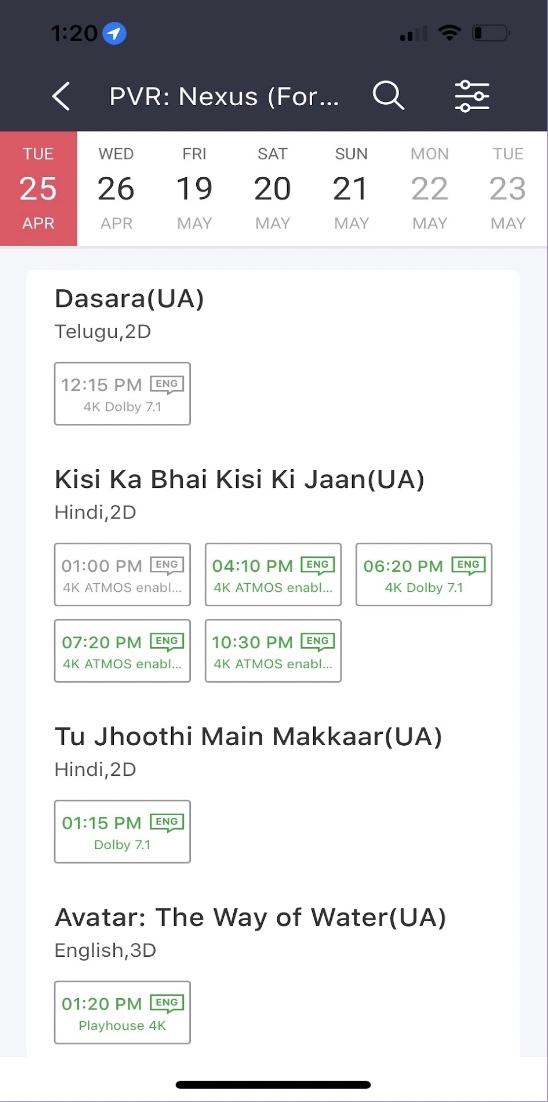 1:20
PVR: Nexus (For...
TUE WED FRI SAT SUN MON TUE
25 26 19 20 21 22 23
APR APR MAY MAY MAY MAY MAY
Dasara(UA)
Telugu,2D
12:15 PM ENG
4K Dolby 7.1
Kisi Ka Bhai Kisi Ki Jaan(UA)
Hindi,2D
01:00 PM ENG 04:10 PM ENG 06:20 PM ENG
4K ATMOS enabl... 4K ATMOS enabl... 4K Dolby 7.1
07:20 PM ENG 10:30 PM ENG
4K ATMOS enabl... 4K ATMOS enabl...
Tu Jhoothi Main Makkaar(UA)
Hindi,2D
01:15 PM ENG
Dolby 7.1
Avatar: The Way of Water(UA)
English,3D
01:20 PM ENG
Playhouse 4K